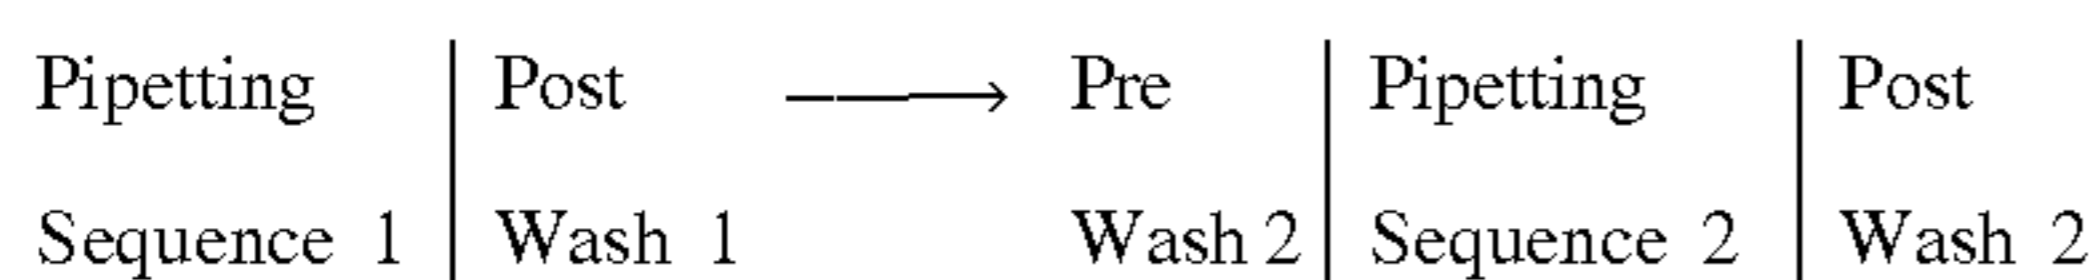 Pipetting Post Pre Pipetting Post
Sequence 1 Wash 1 Wash 2 Sequence 2 Wash 2